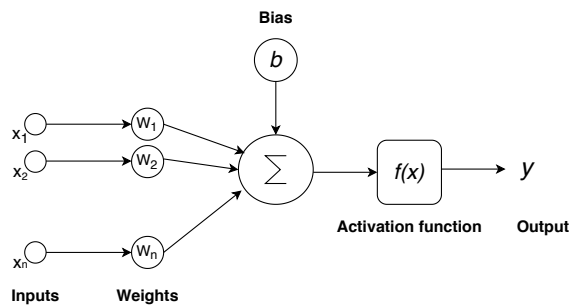 Bias
b
x₁ W₁
x₂ W₂
Σ f(x) y
Activation function Output
xₙ Wₙ
Inputs Weights